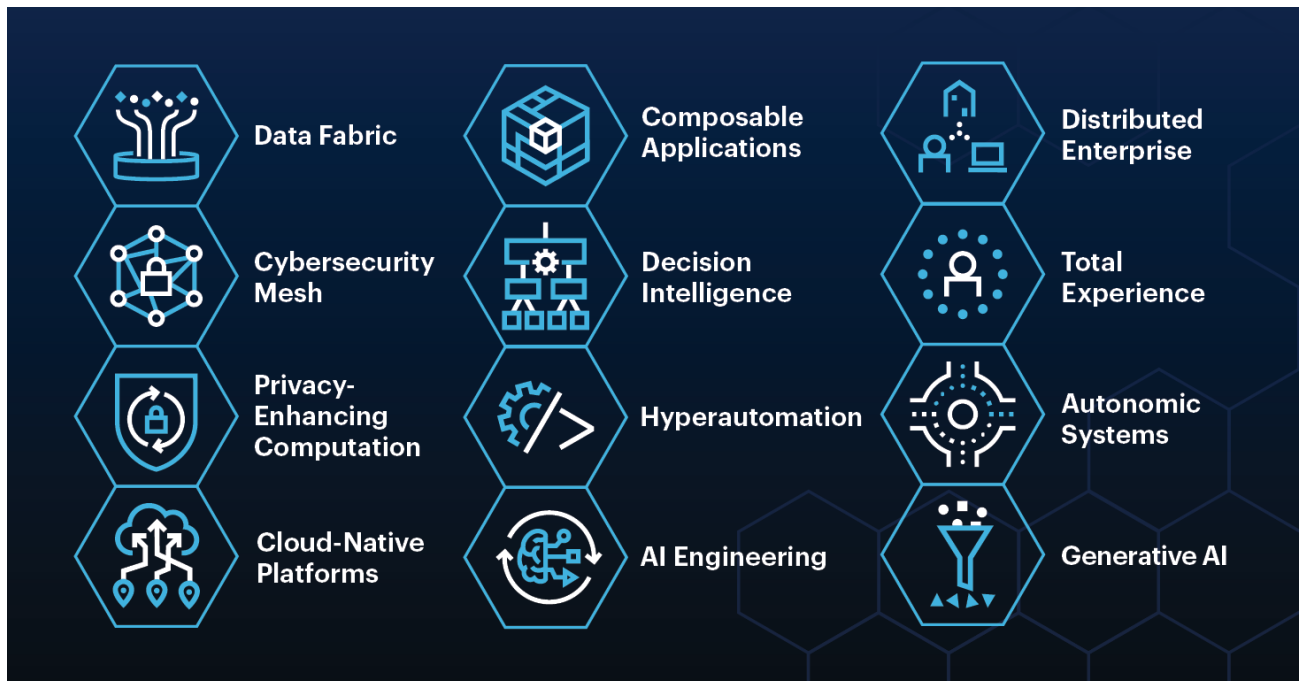 Data Fabric
Cybersecurity
Mesh
Privacy-
Enhancing
Computation
Cloud-Native
Platforms
Composable
Applications
Decision
Intelligence
Hyperautomation
AI Engineering
Distributed
Enterprise
Total
Experience
Autonomic
Systems
Generative AI